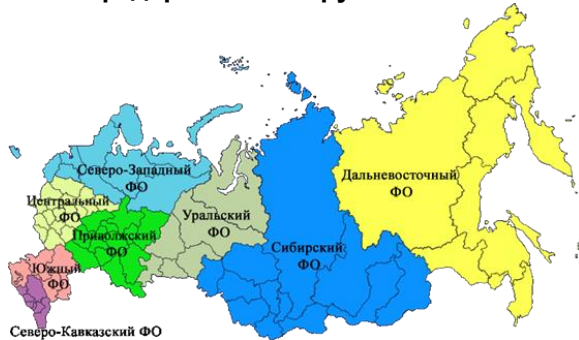 Северо-Западный
ФО
Центральный
ФО
Приволжский
ФО
Уральский
ФО
Южный
ФО
Северо-Кавказский ФО
Сибирский
ФО
Дальневосточный
ФО